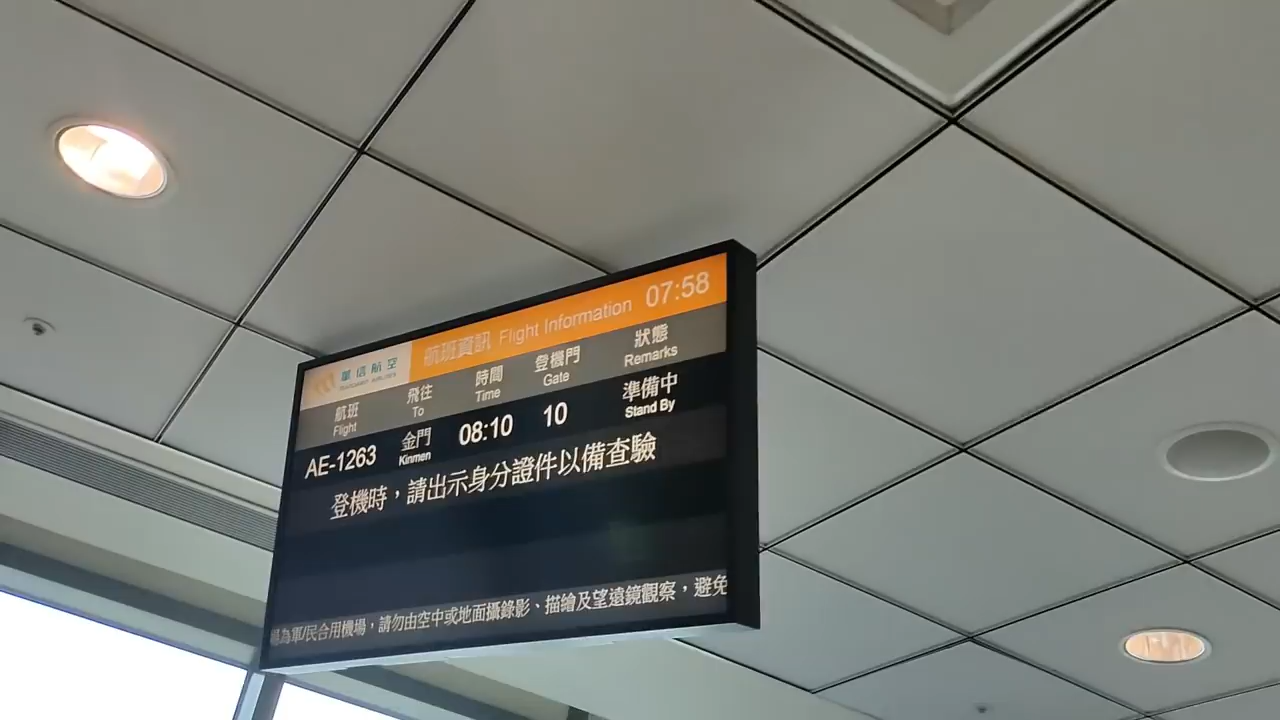 華信航空 航班資訊 Flight Information 07:58
MANDARIN AIRLINES
航班 飛往 時間 登機門 狀態
Flight To Time Gate Remarks
AE-1263 金門 08:10 10 準備中
Kinmen Stand By
登機時，請出示身分證件以備查驗
場為軍/民合用機場，請勿由空中或地面攝錄影、描繪及望遠鏡觀察，避免